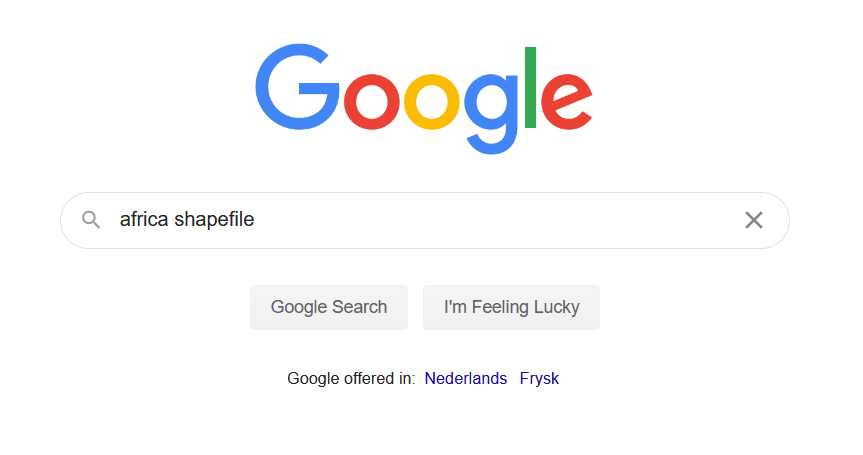 Google
africa shapefile
Google Search I'm Feeling Lucky
Google offered in: Nederlands Frysk